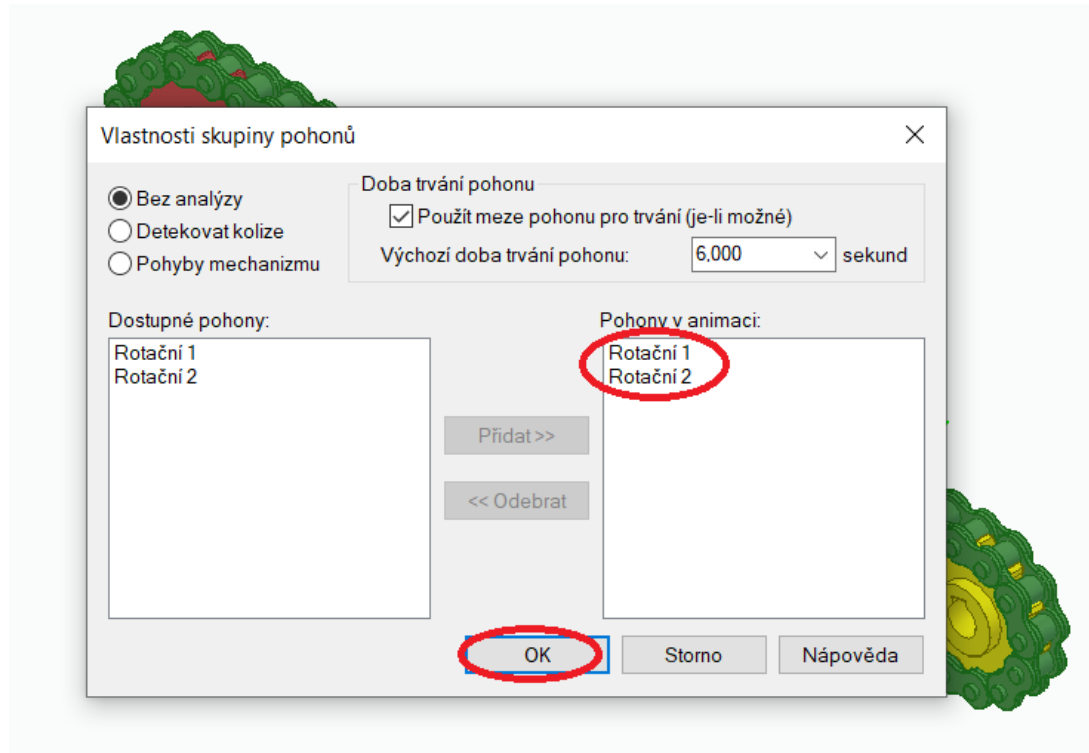 Vlastnosti skupiny pohonů
Bez analýzy
Detekovat kolize
Pohyby mechanizmu
Doba trvání pohonu
Použít meze pohonu pro trvání (je-li možné)
Výchozí doba trvání pohonu: 6,000 sekund
Dostupné pohony:
Rotační 1
Rotační 2
Přidat >>
<< Odebrat
Pohony v animaci:
Rotační 1
Rotační 2
OK Storno Nápověda